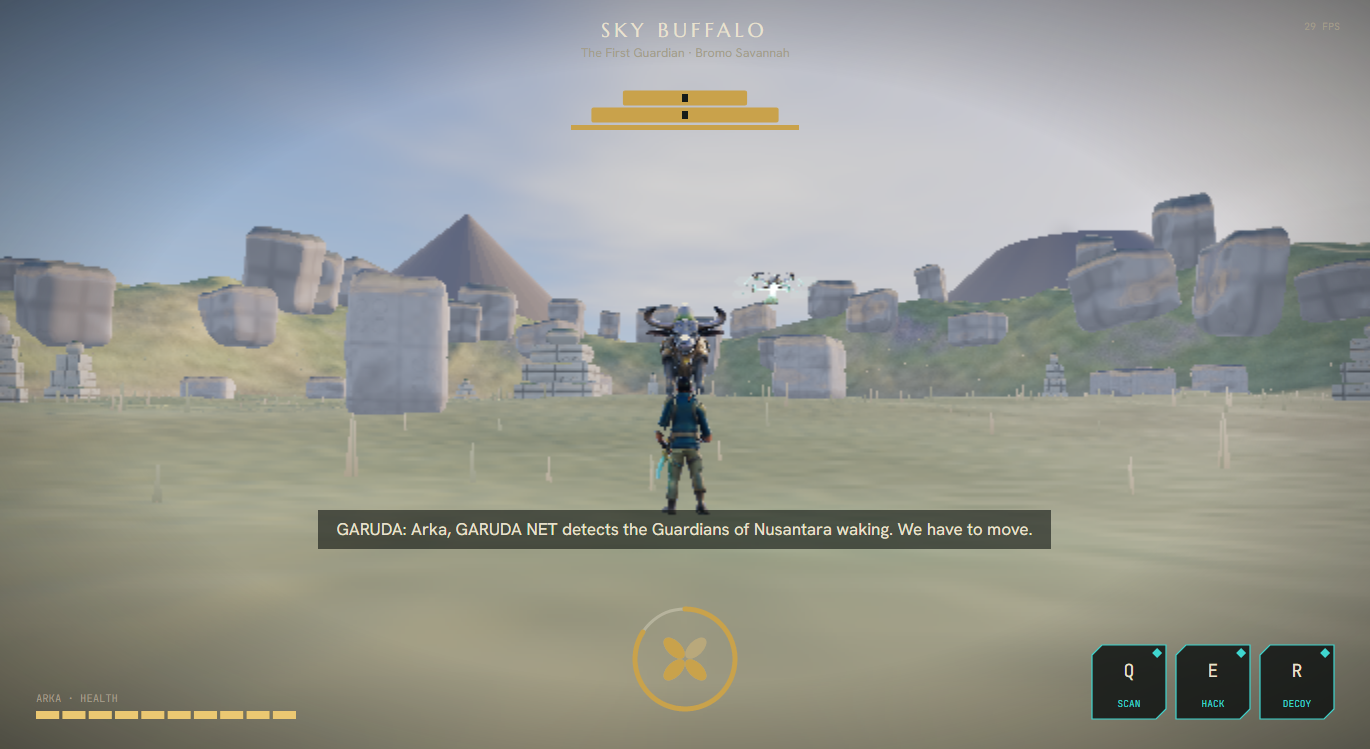 SKY BUFFALO
29 FPS
The First Guardian · Bromo Savannah
GARUDA: Arka, GARUDA NET detects the Guardians of Nusantara waking. We have to move.
Q
E
R
SCAN
HACK
DECOY
ARKA · HEALTH